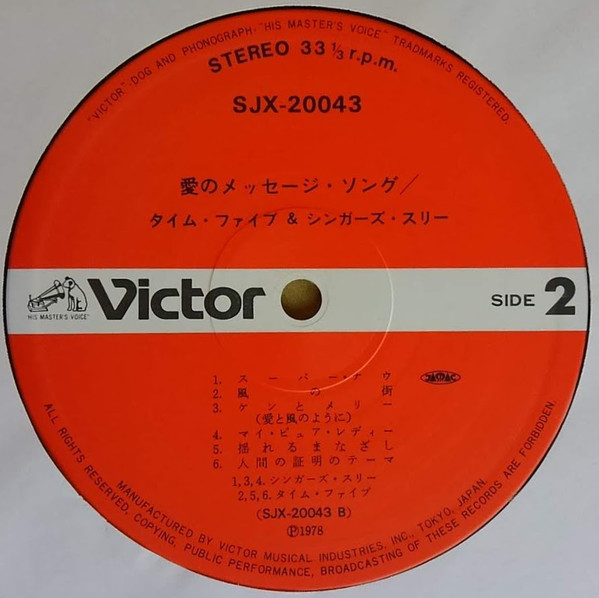 "VICTOR"-DOG AND PHONOGRAPH-"HIS MASTER'S VOICE" TRADMARKS REGISTERED.
STEREO 33 1/3 r.p.m.
SJX-20043
愛のメッセージ・ソング/
タイム・ファイブ & シンガーズ・スリー
HIS MASTER'S VOICE
Victor
SIDE 2
1. スーパー・ナウ
JASRAC
2. 風の街
3. ケンとメリー
(愛と風のように)
4. マイ・ピュア・レディー
5. 揺れるまなざし
6. 人間の証明のテーマ
1,3,4. シンガーズ・スリー
2,5,6. タイム・ファイブ
(SJX-20043 B)
Ⓟ1978
MANUFACTURED BY VICTOR MUSICAL INDUSTRIES, INC., TOKYO, JAPAN.
ALL RIGHTS RESERVED, COPYING, PUBLIC PERFORMANCE, BROADCASTING OF THESE RECORDS ARE FORBIDDEN.